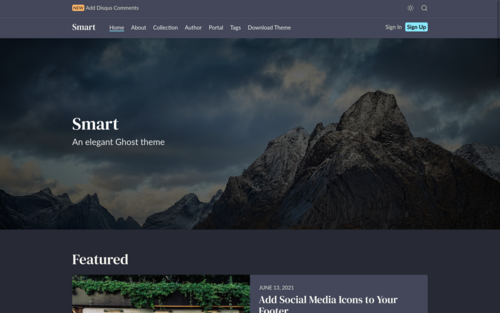 NEW Add Disqus Comments
Smart Home About Collection Author Portal Tags Download Theme Sign In Sign Up
Smart
An elegant Ghost theme
Featured
JUNE 13, 2021
Add Social Media Icons to Your
Footer